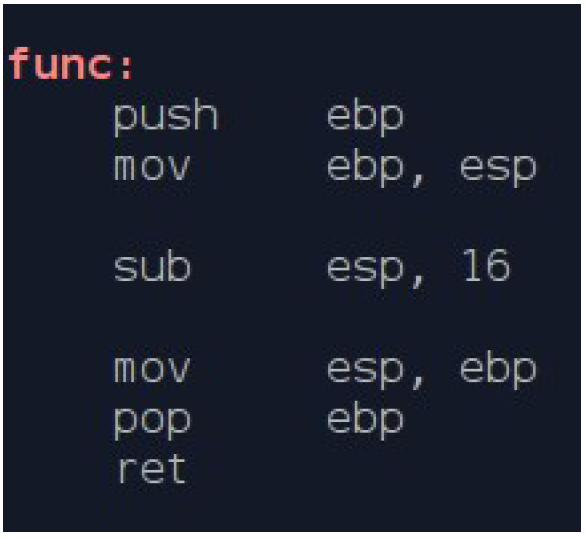 func:
push ebp
mov ebp, esp
sub esp, 16
mov esp, ebp
pop ebp
ret